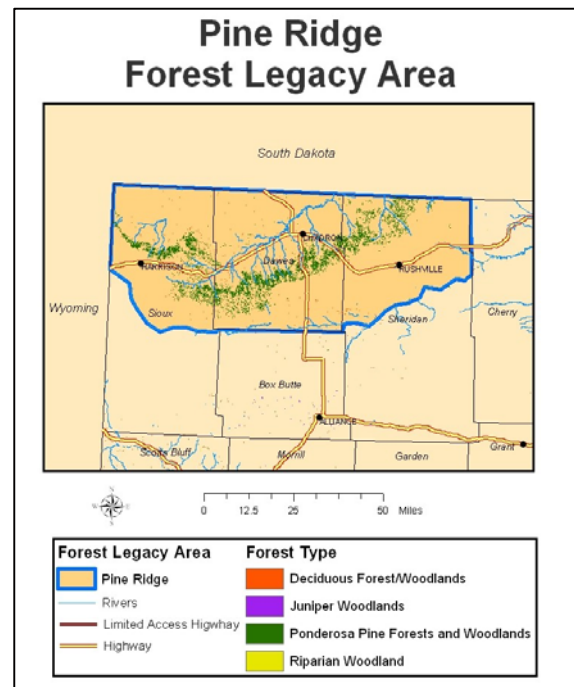 Pine Ridge
Forest Legacy Area
South Dakota
CHADRON
Dawes
HARRISON
RUSHVILLE
Wyoming
Sioux
Sheridan
Cherry
Box Butte
ALLIANCE
Scotts Bluff
Morrill
Garden
Grant
0 12.5 25 50 Miles
Forest Legacy Area
Pine Ridge
Rivers
Limited Access Higwhay
Highway
Forest Type
Deciduous Forest/Woodlands
Juniper Woodlands
Ponderosa Pine Forests and Woodlands
Riparian Woodland